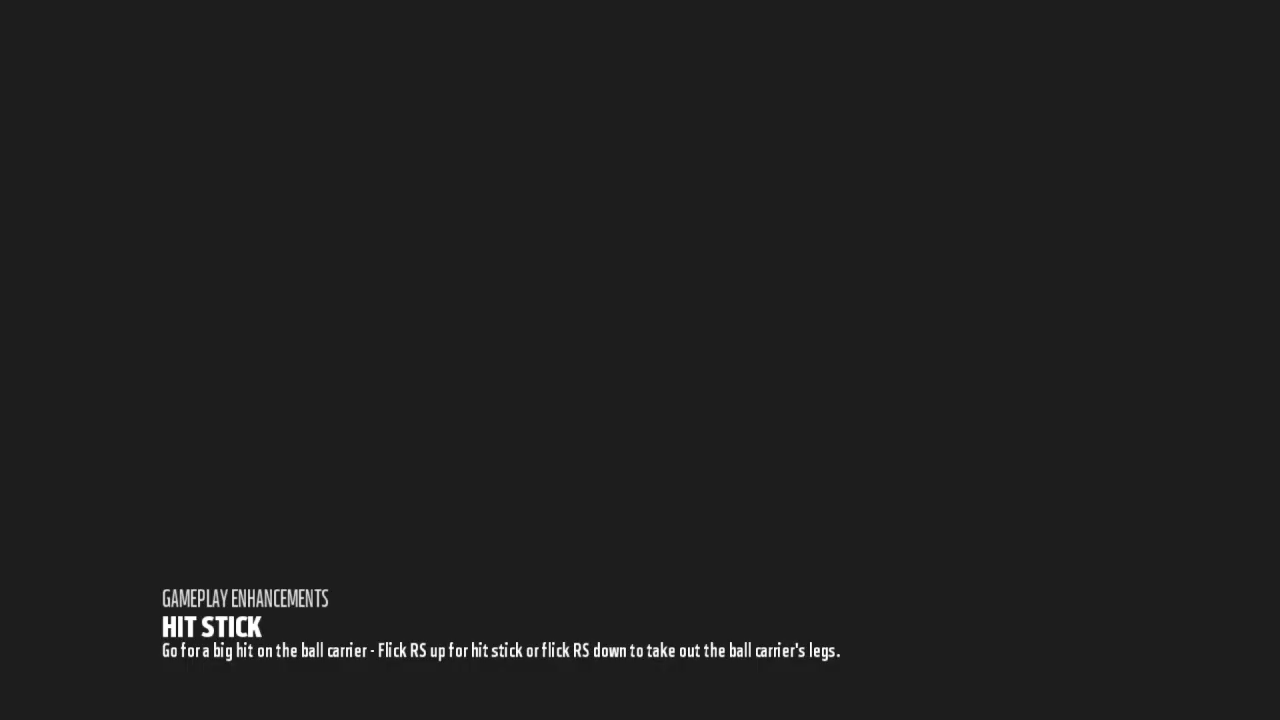 GAMEPLAY ENHANCEMENTS
HIT STICK
Go for a big hit on the ball carrier - Flick RS up for hit stick or flick RS down to take out the ball carrier's legs.